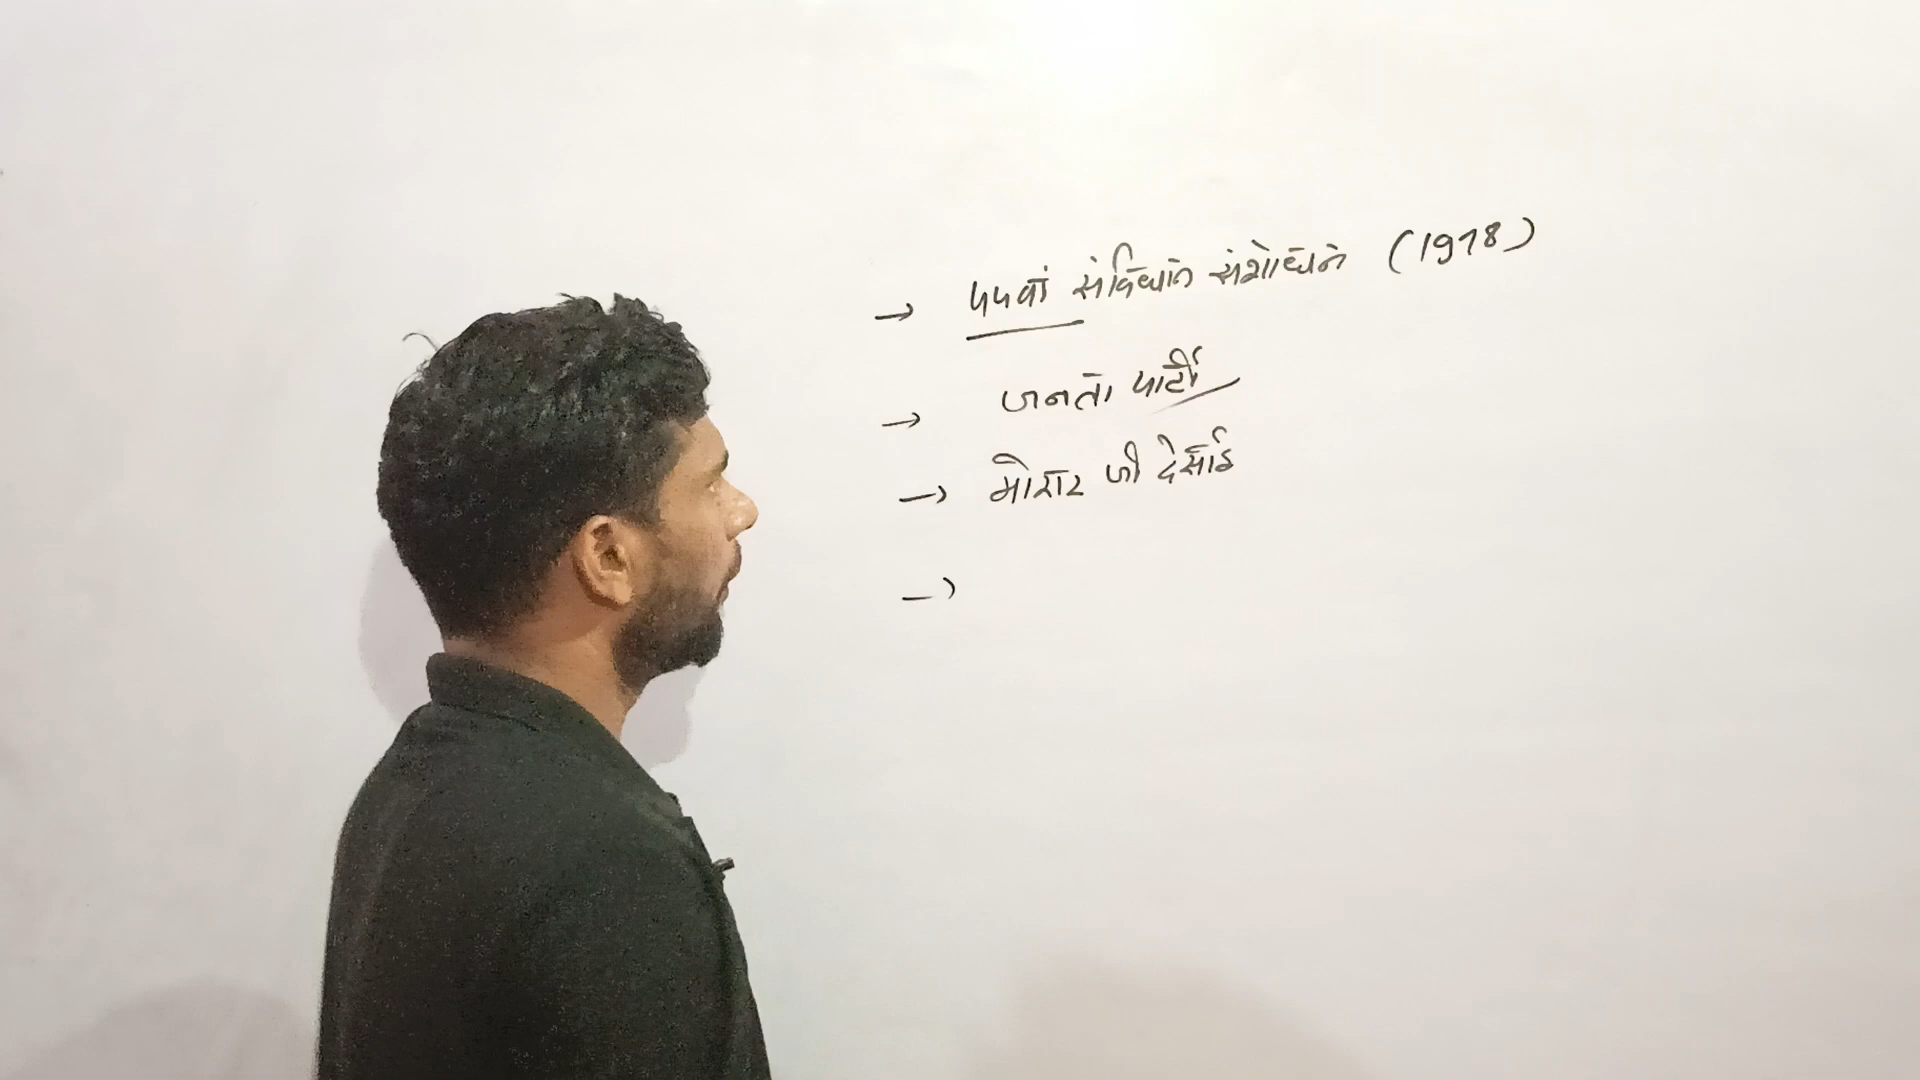 → 44वां संविधान संशोधन (1978)
→ जनता पार्टी
→ मोरार जी देसाई
→